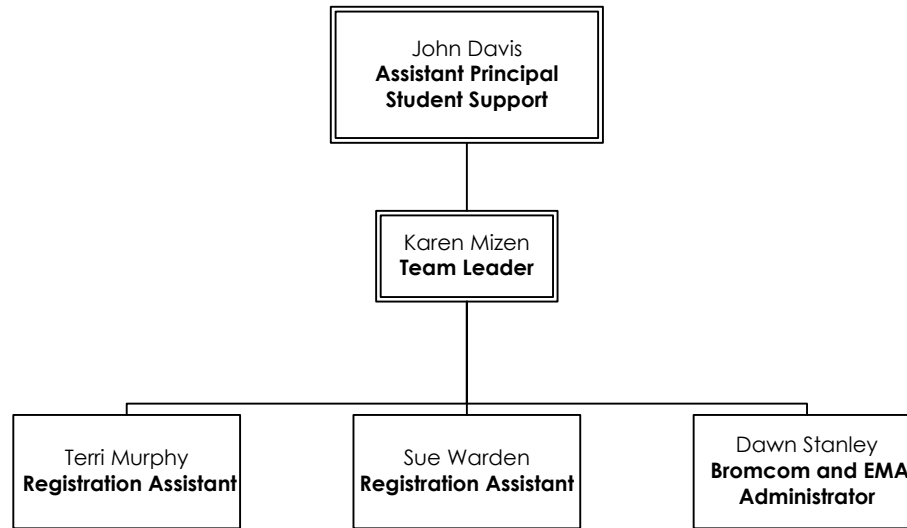 John Davis
Assistant Principal
Student Support
Karen Mizen
Team Leader
Terri Murphy
Registration Assistant
Sue Warden
Registration Assistant
Dawn Stanley
Bromcom and EMA
Administrator